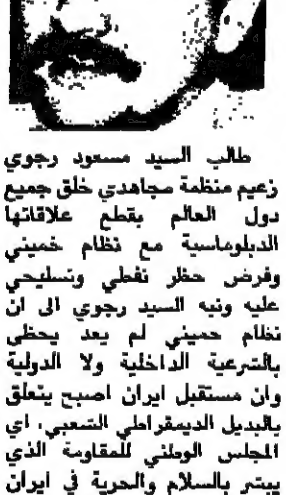 طالب السيد مسعود رجوي
زعيم منظمة مجاهدي خلق جميع
دول العالم بقطع علاقاتها
الدبلوماسية مع نظام خميني
وفرض حظر نفطي وتسليحي
عليه ونبه السيد رجوي الى ان
نظام خميني لم يعد يحظى
بالشرعية الداخلية ولا الدولية
وان مستقبل ايران اصبح يتعلق
بالبديل الديمقراطي الشعبي، اي
المجلس الوطني للمقاومة الذي
يبشر بالسلام والحرية في ايران